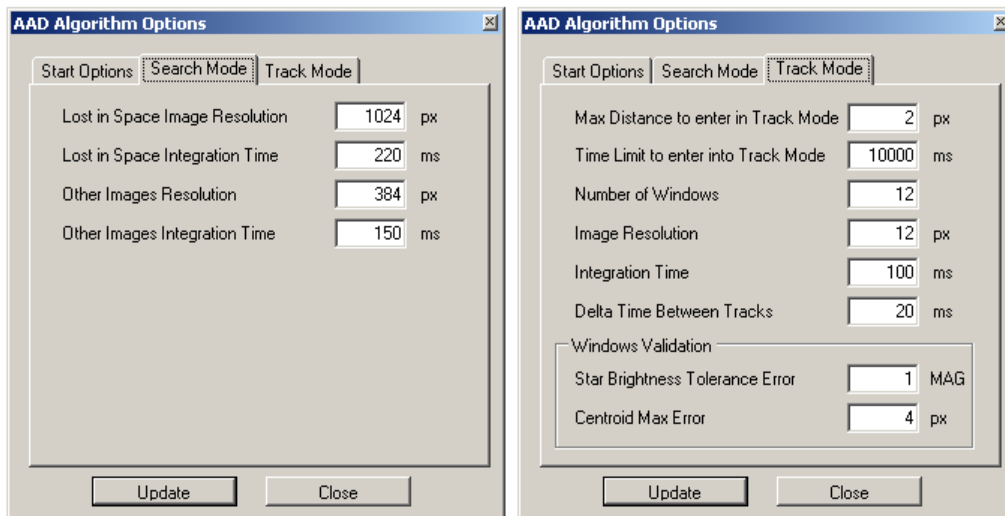 AAD Algorithm Options
Start Options Search Mode Track Mode
Lost in Space Image Resolution 1024 px
Lost in Space Integration Time 220 ms
Other Images Resolution 384 px
Other Images Integration Time 150 ms
Update Close
AAD Algorithm Options
Start Options Search Mode Track Mode
Max Distance to enter in Track Mode 2 px
Time Limit to enter into Track Mode 10000 ms
Number of Windows 12
Image Resolution 12 px
Integration Time 100 ms
Delta Time Between Tracks 20 ms
Windows Validation
Star Brightness Tolerance Error 1 MAG
Centroid Max Error 4 px
Update Close